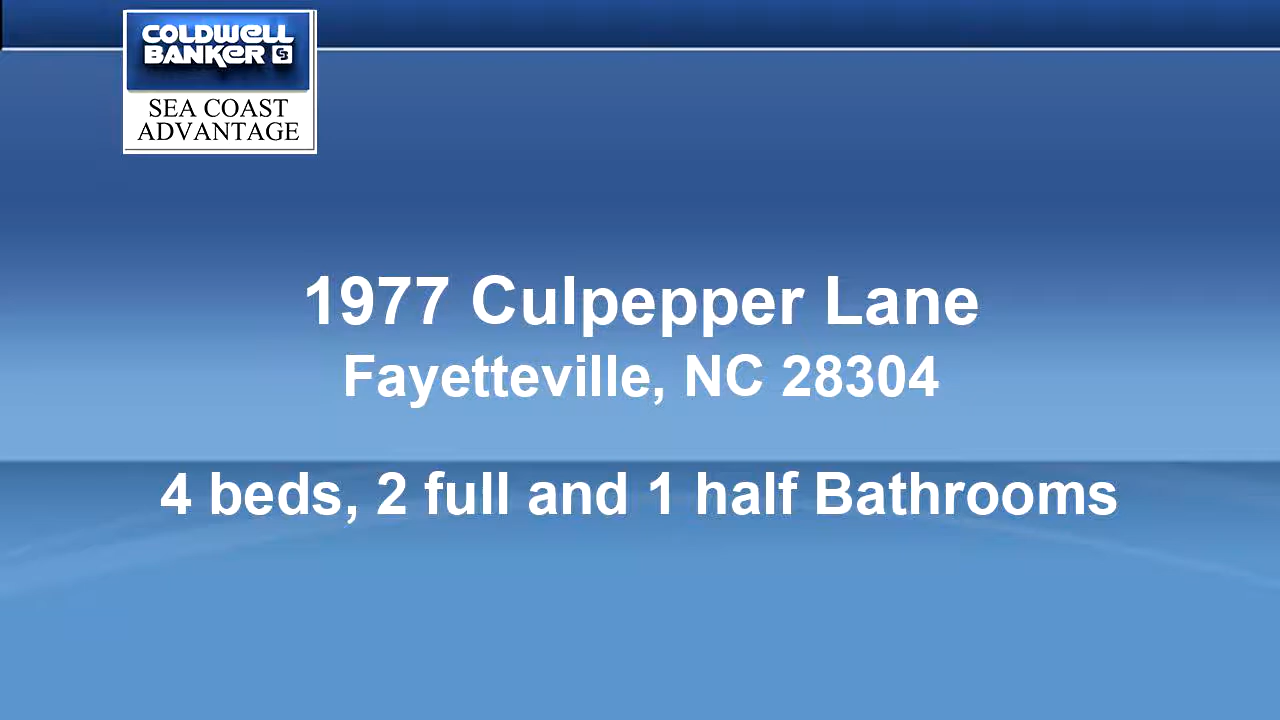 COLDWELL
BANKER CB
SEA COAST
ADVANTAGE
1977 Culpepper Lane
Fayetteville, NC 28304
4 beds, 2 full and 1 half Bathrooms